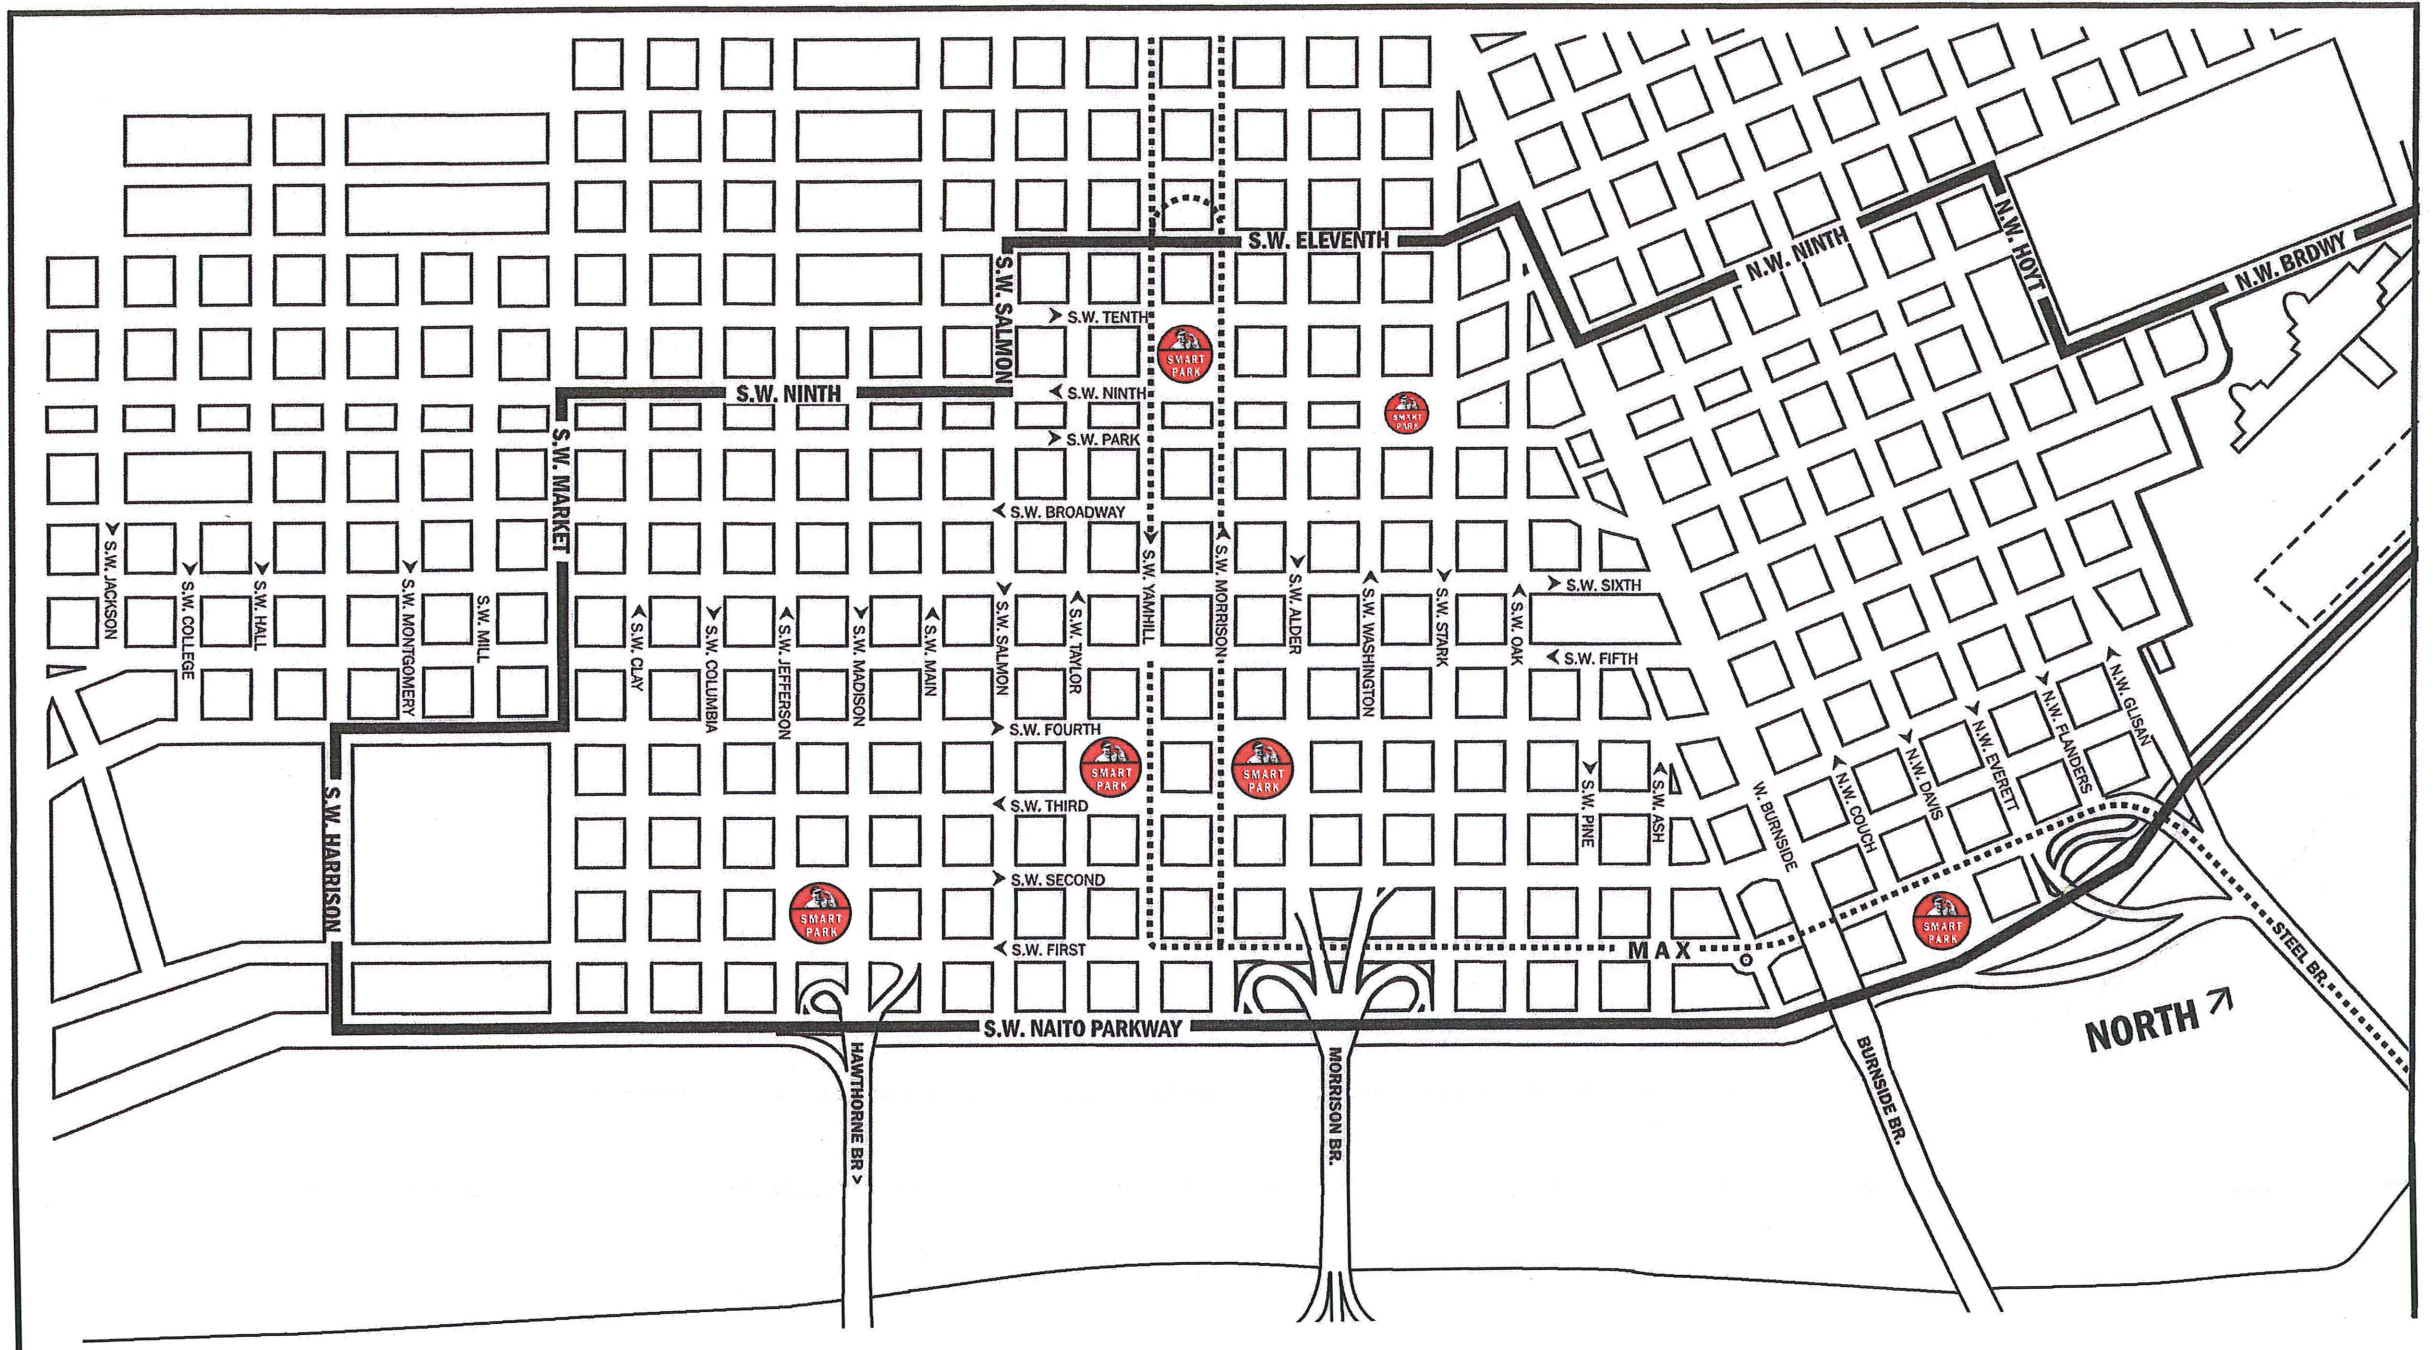 S.W. ELEVENTH
N.W. NINTH
N.W. HOYT
N.W. BRDWY
S.W. SALMON
S.W. TENTH
SMART
PARK
S.W. NINTH
S.W. NINTH
SMART
PARK
S.W. PARK
S.W. MARKET
S.W. BROADWAY
S.W. JACKSON
S.W. COLLEGE
S.W. HALL
S.W. MONTGOMERY
S.W. MILL
S.W. CLAY
S.W. COLUMBIA
S.W. JEFFERSON
S.W. MADISON
S.W. MAIN
S.W. SALMON
S.W. TAYLOR
S.W. YAMHILL
S.W. MORRISON
S.W. ALDER
S.W. WASHINGTON
S.W. STARK
S.W. OAK
S.W. SIXTH
S.W. FIFTH
S.W. FOURTH
SMART
PARK
SMART
PARK
S.W. PINE
S.W. ASH
W. BURNSIDE
N.W. COUCH
N.W. DAVIS
N.W. EVERETT
N.W. FLANDERS
N.W. GLISAN
S.W. HARRISON
S.W. THIRD
S.W. SECOND
SMART
PARK
SMART
PARK
S.W. FIRST
MAX
STEEL BR.
S.W. NAITO PARKWAY
NORTH
HAWTHORNE BR >
MORRISON BR.
BURNSIDE BR.